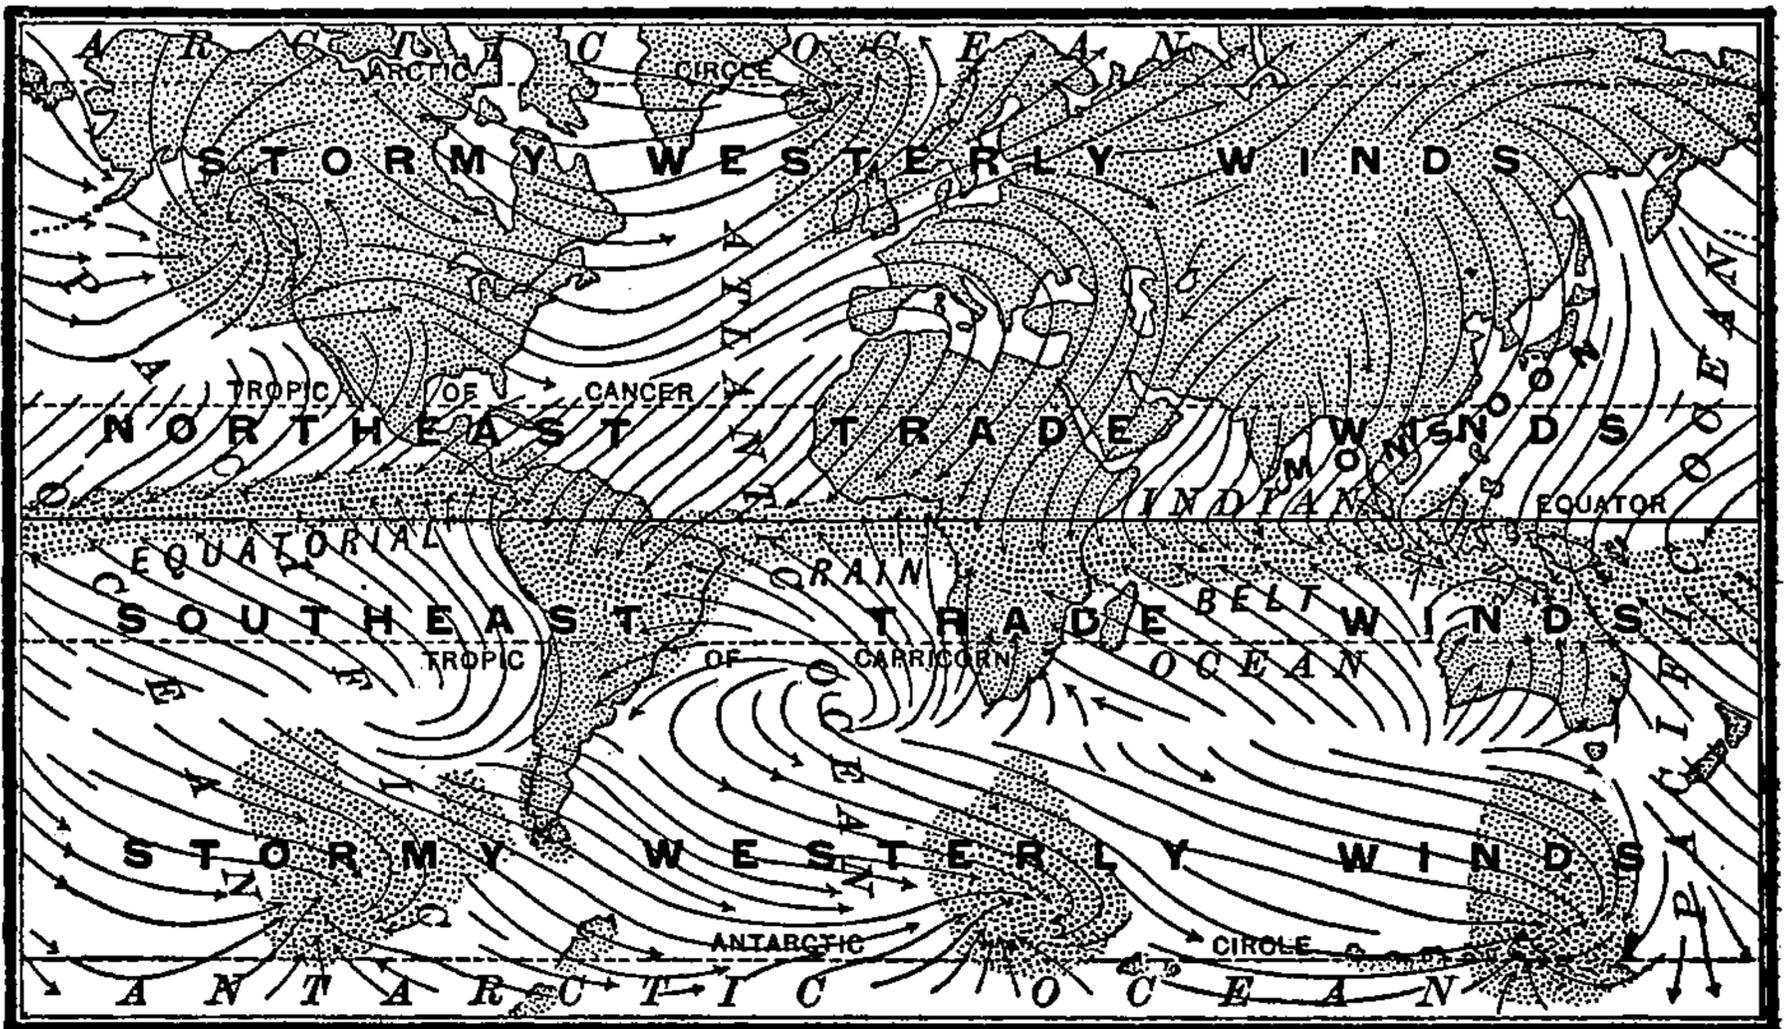 ARCTIC OCEAN
ARCTIC CIRCLE
STORMY WESTERLY WINDS
PACIFIC OCEAN
ATLANTIC OCEAN
PACIFIC OCEAN
TROPIC OF CANCER
NORTHEAST TRADE WINDS
MONSOON
INDIAN OCEAN
EQUATOR
EQUATORIAL RAIN BELT
SOUTHEAST TRADE WINDS
TROPIC OF CAPRICORN
STORMY WESTERLY WINDS
ANTARCTIC CIRCLE
ANTARCTIC OCEAN